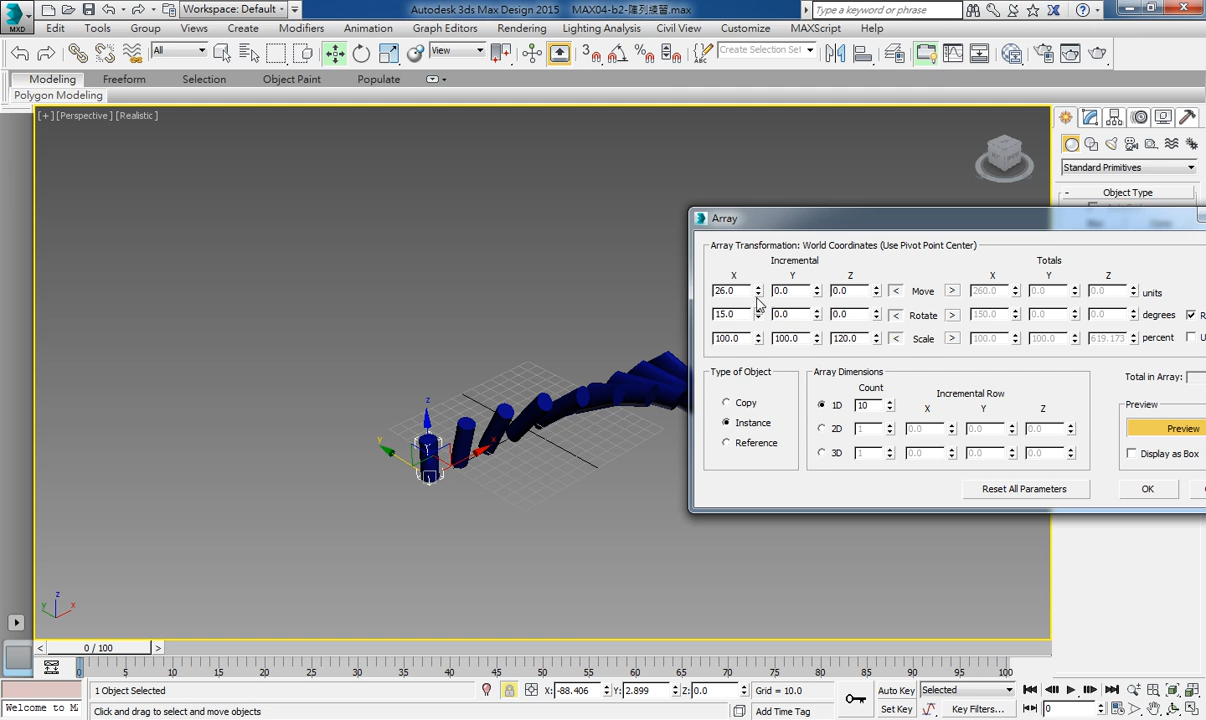 Workspace: Default
Autodesk 3ds Max Design 2015 MAX04-b2-陣列練習.max
Type a keyword or phrase
MXD
Edit Tools Group Views Create Modifiers Animation Graph Editors Rendering Lighting Analysis Civil View Customize MAXScript Help
All View 3 Create Selection Se
Modeling Freeform Selection Object Paint Populate
Polygon Modeling
[+] [Perspective] [Realistic]
Standard Primitives
- Object Type
Array
Array Transformation: World Coordinates (Use Pivot Point Center)
Incremental Totals
X Y Z X Y Z
26.0 0.0 0.0 < Move > 260.0 0.0 0.0 units
15.0 0.0 0.0 < Rotate > 150.0 0.0 0.0 degrees R
100.0 100.0 120.0 < Scale > 100.0 100.0 619.173 percent U
Type of Object Array Dimensions Total in Array:
Count Incremental Row
Copy 1D 10 X Y Z Preview
Instance 2D 1 0.0 0.0 0.0 Preview
Reference 3D 1 0.0 0.0 0.0 Display as Box
Reset All Parameters OK
z
y
x
z
y
x
< 0 / 100 >
0 5 10 15 20 25 30 35 40 45 50 55 60 65 70 75 80 85 90 95 100
1 Object Selected X: -88.406 Y: 2.899 Z: 0.0 Grid = 10.0 Auto Key Selected
Welcome to M Click and drag to select and move objects Add Time Tag Set Key Key Filters... 0